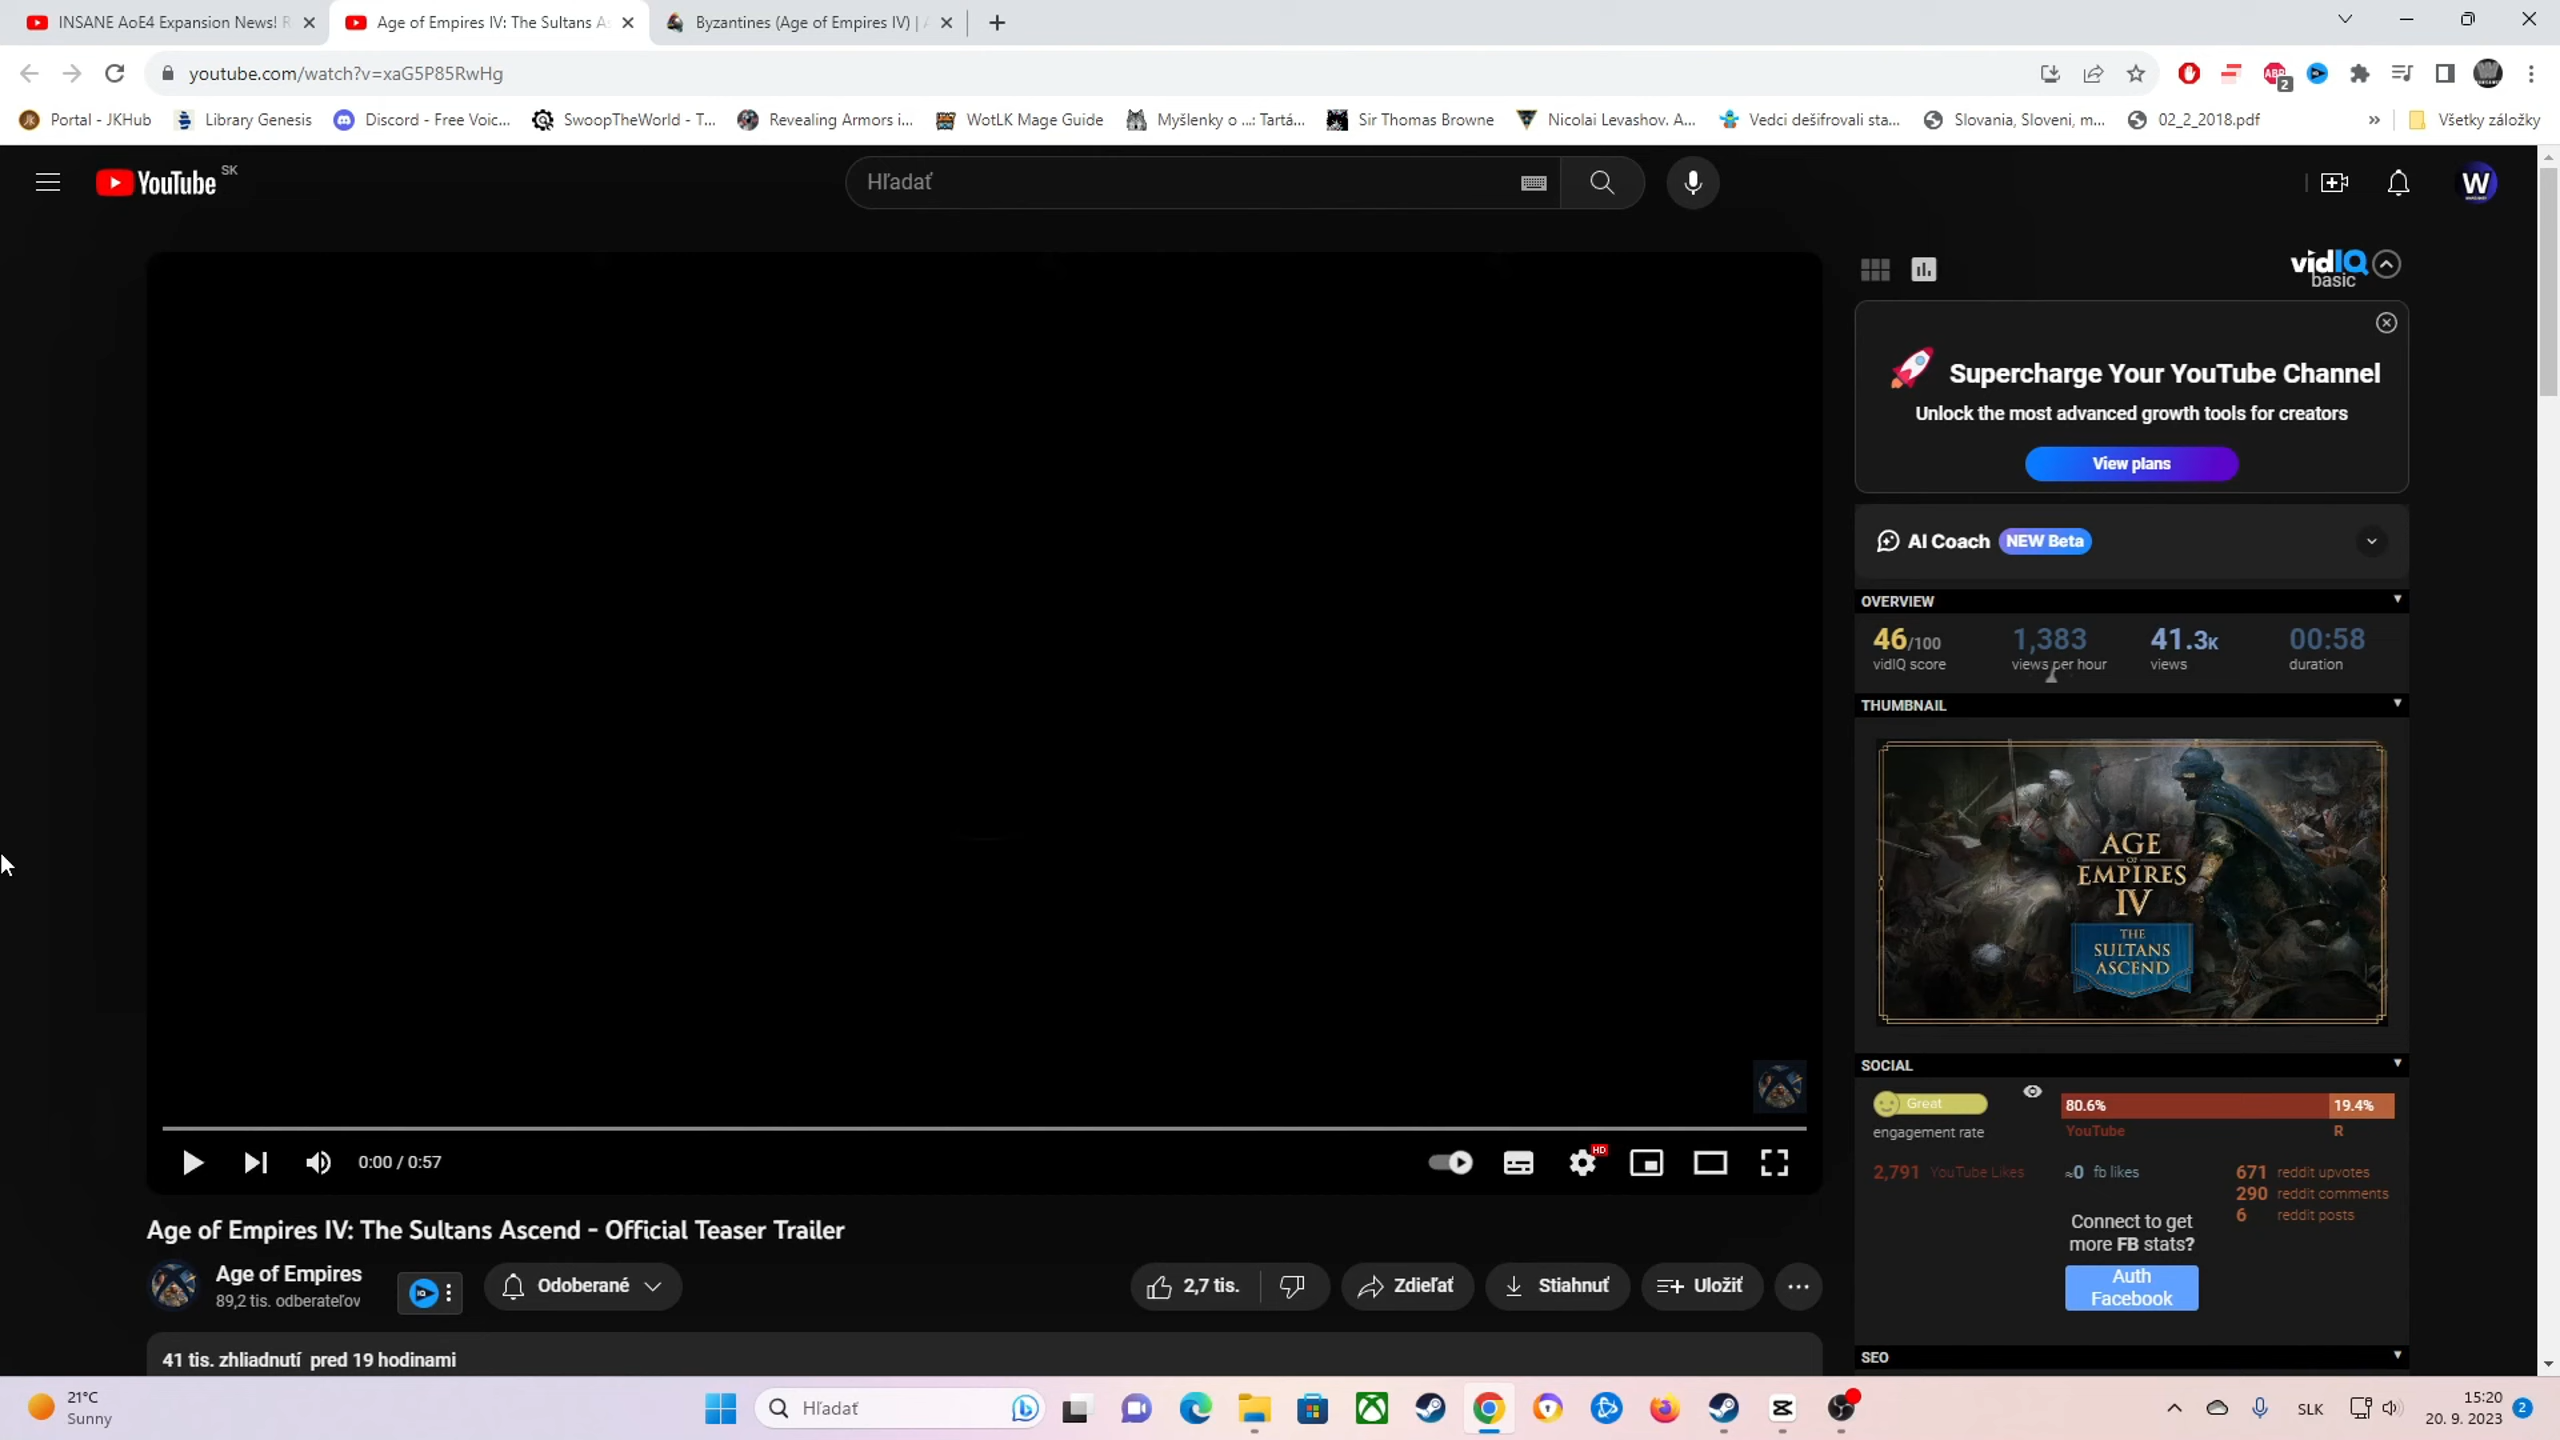 INSANE AoE4 Expansion News! R
Age of Empires IV: The Sultans A
Byzantines (Age of Empires IV) | A
youtube.com/watch?v=xaG5P85RwHg
ABP
2
Portal - JKHub
Library Genesis
Discord - Free Voic...
SwoopTheWorld - T...
Revealing Armors i...
WotLK Mage Guide
Myšlenky o ...: Tartá...
Sir Thomas Browne
Nicolai Levashov. A...
Vedci dešifrovali sta...
Slovania, Sloveni, m...
02_2_2018.pdf
»
Všetky záložky
YouTube SK
Hľadať
W
vidIQ
basic
Supercharge Your YouTube Channel
Unlock the most advanced growth tools for creators
View plans
AI Coach NEW Beta
OVERVIEW
46/100 1,383 41.3K 00:58
vidIQ score views per hour views duration
THUMBNAIL
AGE
OF
EMPIRES
IV
THE
SULTANS
ASCEND
SOCIAL
Great
engagement rate
80.6% 19.4%
YouTube R
2,791 YouTube Likes
≈0 fb likes
671 reddit upvotes
290 reddit comments
6 reddit posts
Connect to get
more FB stats?
Auth
Facebook
SEO
0:00 / 0:57
HD
Age of Empires IV: The Sultans Ascend - Official Teaser Trailer
Age of Empires
89,2 tis. odberateľov
IQ
Odoberané
2,7 tis.
Zdieľať
Stiahnuť
Uložiť
41 tis. zhliadnutí pred 19 hodinami
21°C
Sunny
Hľadať
SLK
15:20
20. 9. 2023
2